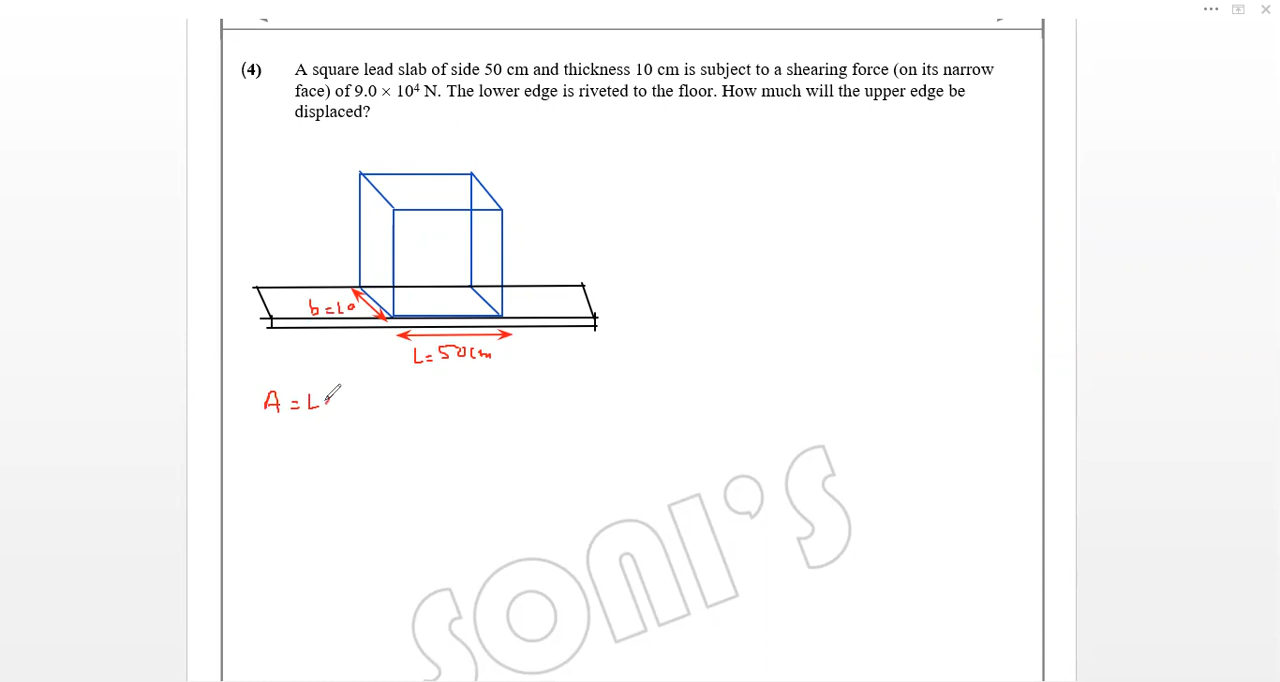 (4) A square lead slab of side 50 cm and thickness 10 cm is subject to a shearing force (on its narrow
face) of 9.0 × 10⁴ N. The lower edge is riveted to the floor. How much will the upper edge be
displaced?
b=10
L=50cm
A=L
SONI'S